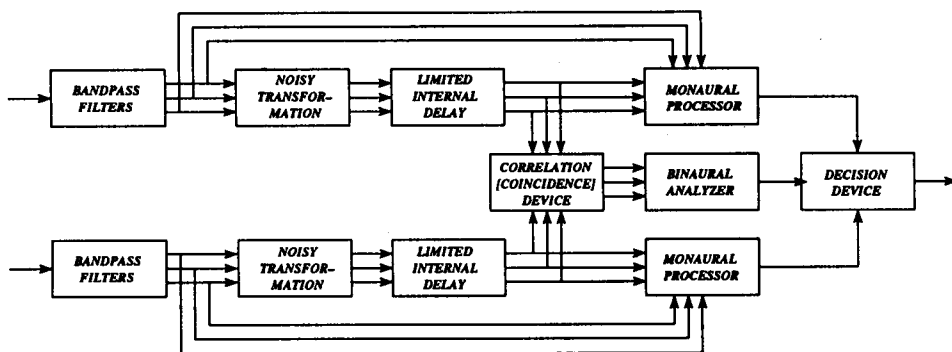 BANDPASS
FILTERS
NOISY
TRANSFOR-
MATION
LIMITED
INTERNAL
DELAY
MONAURAL
PROCESSOR
CORRELATION
[COINCIDENCE]
DEVICE
BINAURAL
ANALYZER
DECISION
DEVICE
BANDPASS
FILTERS
NOISY
TRANSFOR-
MATION
LIMITED
INTERNAL
DELAY
MONAURAL
PROCESSOR